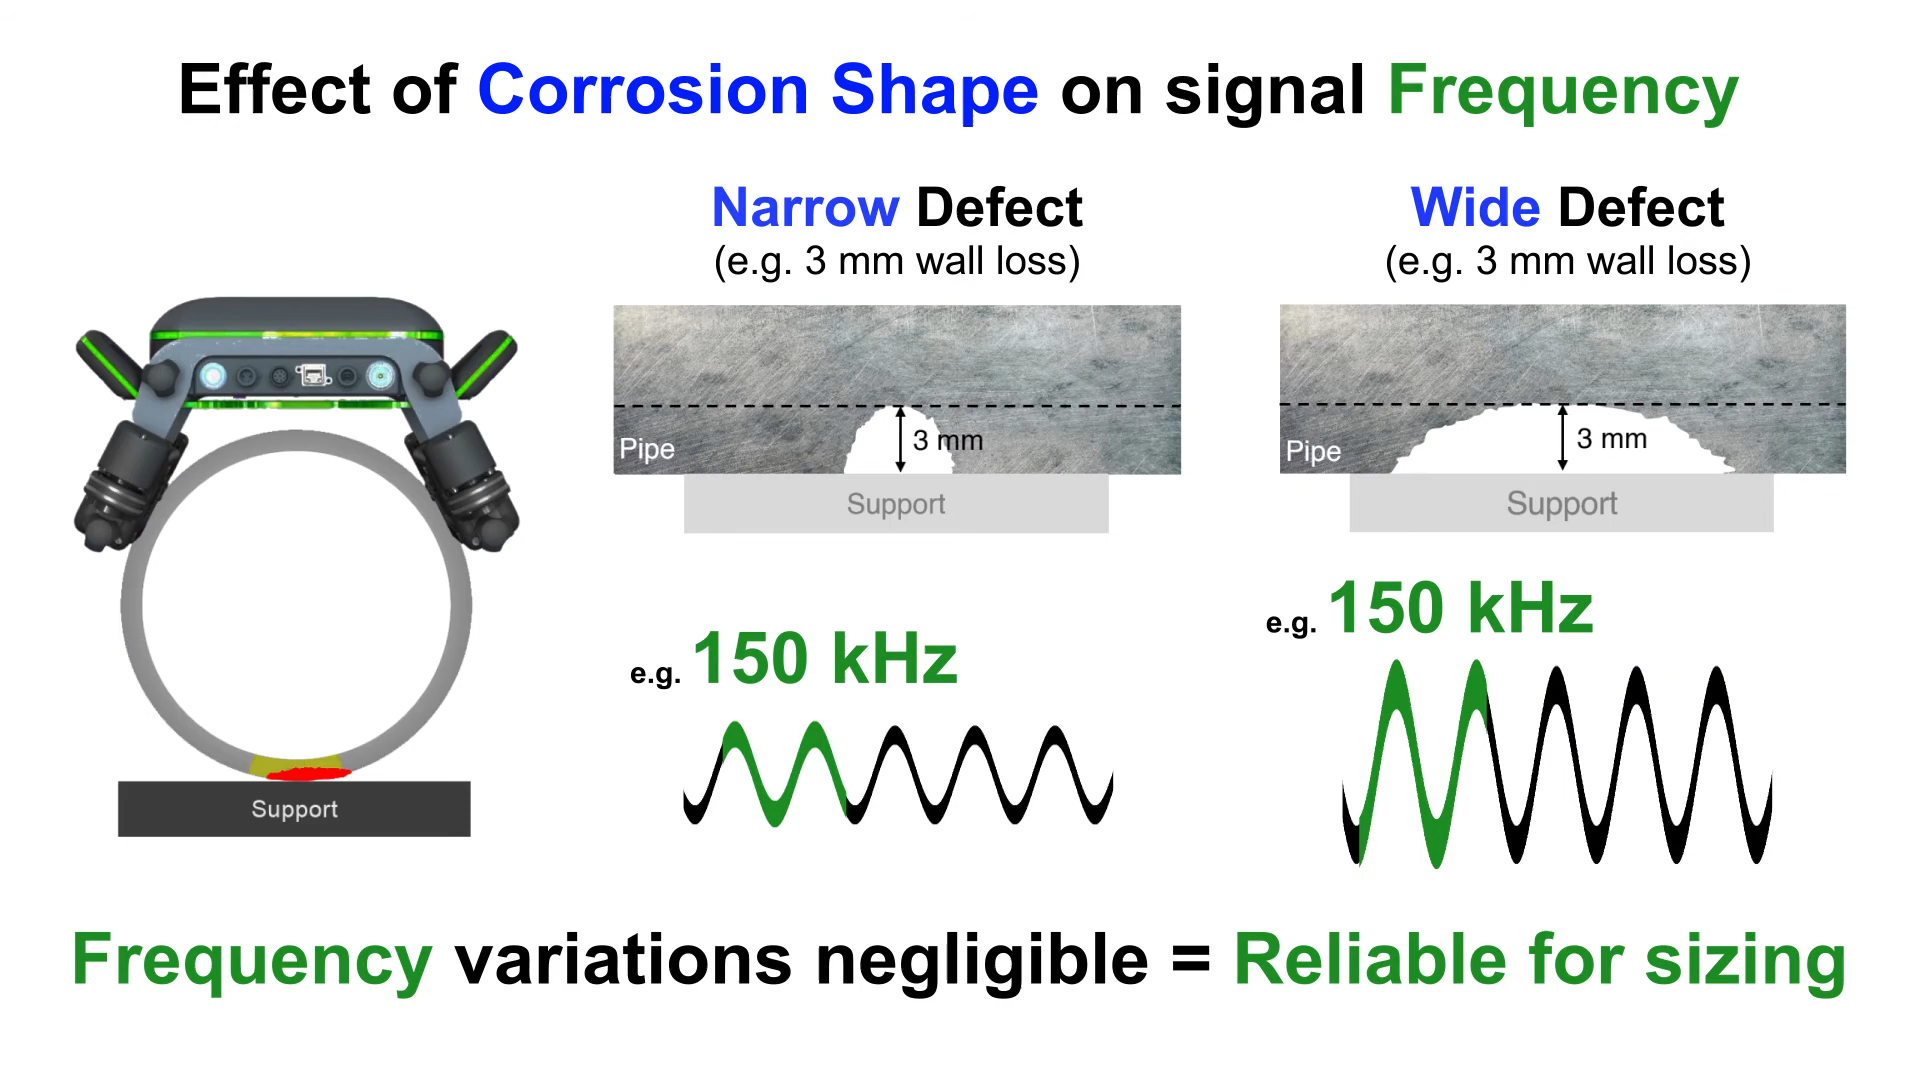 Effect of Corrosion Shape on signal Frequency
Narrow Defect
(e.g. 3 mm wall loss)
3 mm
Pipe
Support
e.g. 150 kHz
Wide Defect
(e.g. 3 mm wall loss)
3 mm
Pipe
Support
e.g. 150 kHz
Support
Frequency variations negligible = Reliable for sizing